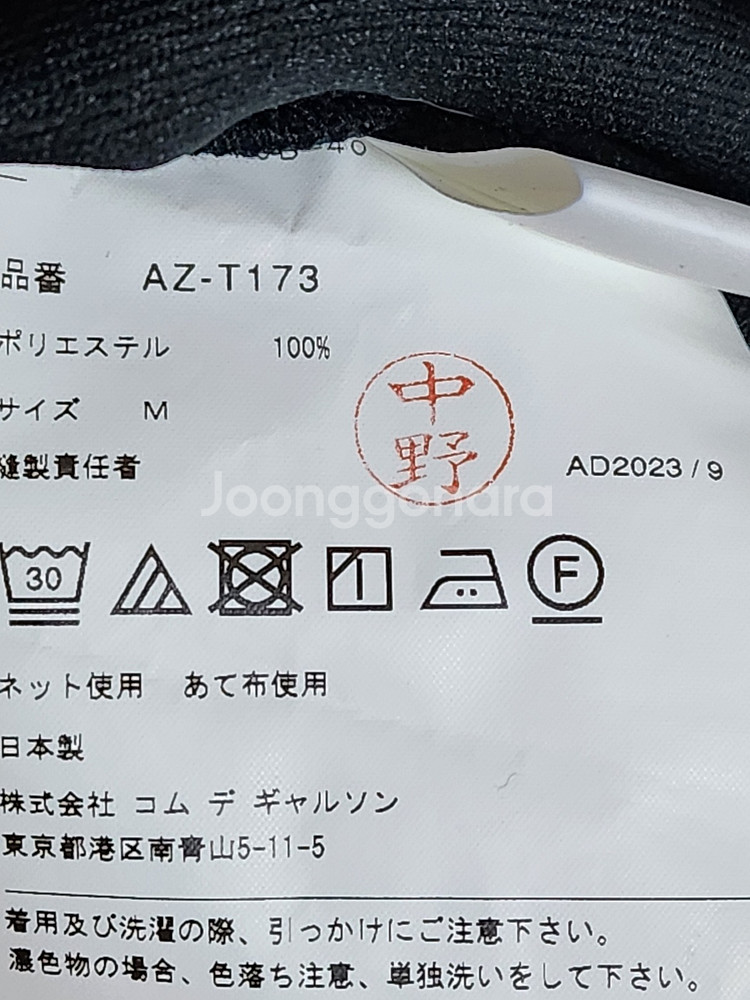 品番 AZ-T173
ポリエステル 100%
サイズ M
縫製責任者
中野
AD2023/9
Joonggonara
30
F
ネット使用 あて布使用
日本製
株式会社 コム デ ギャルソン
東京都港区南青山5-11-5
着用及び洗濯の際、引っかけにご注意下さい。
濃色物の場合、色落ち注意、単独洗いをして下さい。